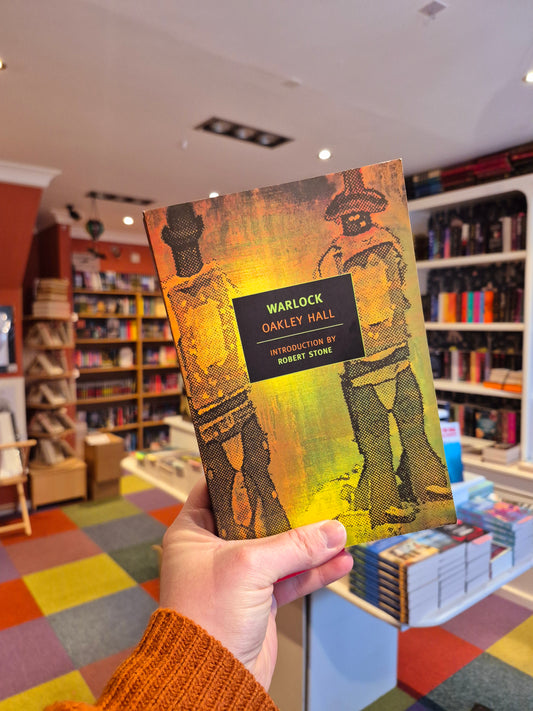 WARLOCK
OAKLEY HALL
INTRODUCTION BY
ROBERT STONE